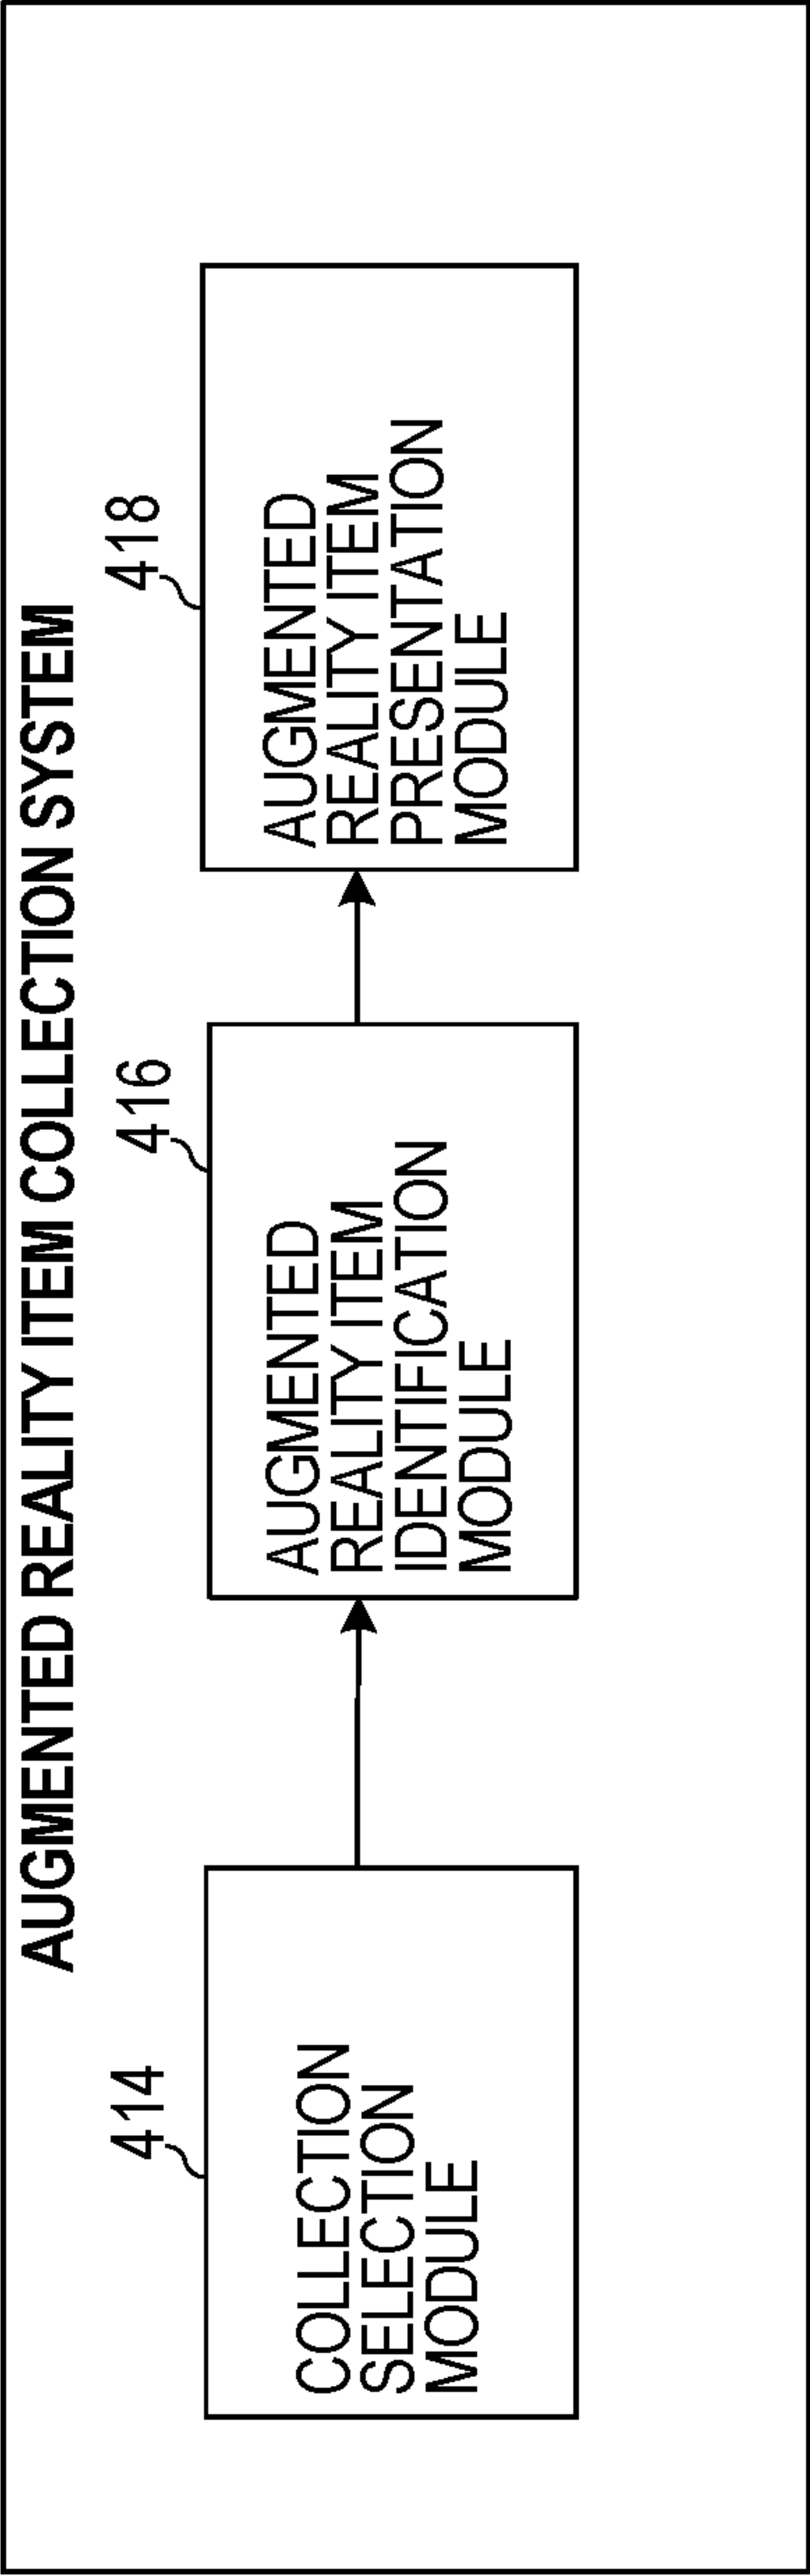 AUGMENTED REALITY ITEM COLLECTION SYSTEM
414
COLLECTION
SELECTION
MODULE
416
AUGMENTED
REALITY ITEM
IDENTIFICATION
MODULE
418
AUGMENTED
REALITY ITEM
PRESENTATION
MODULE